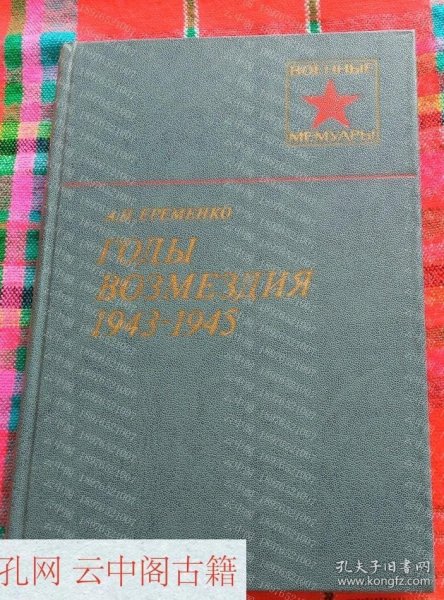 ВОЕННЫЕ
МЕМУАРЫ
А.И. ЕРЕМЕНКО
ГОДЫ
ВОЗМЕЗДИЯ
1943-1945
孔网 云中阁古籍
孔夫子旧书网
www.kongfz.com